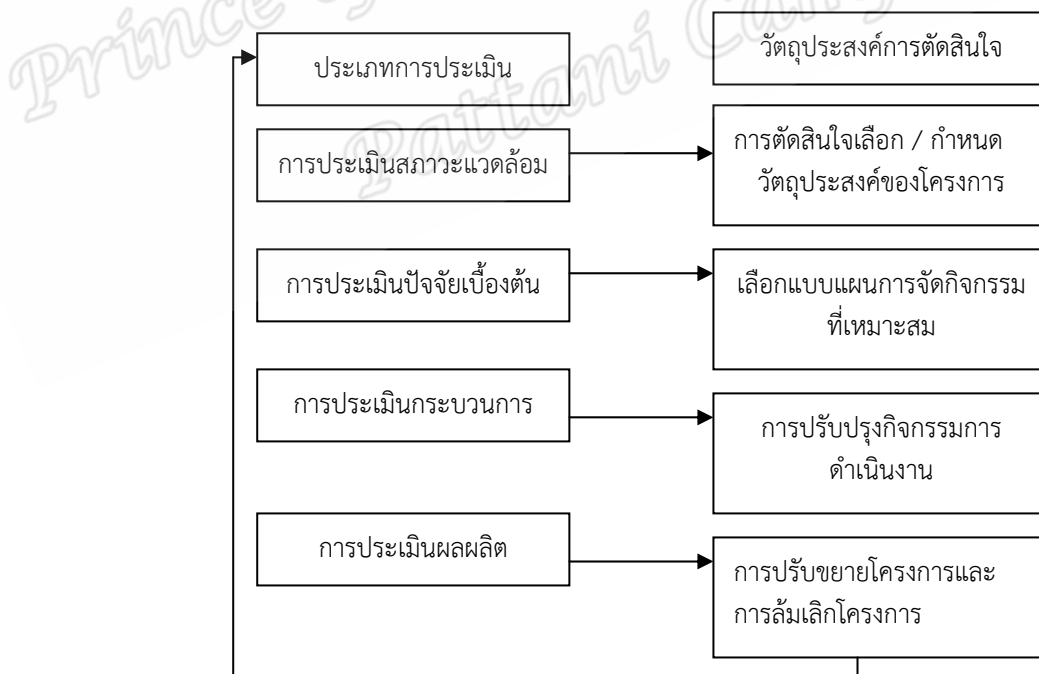 Prince of
Pattani Cam
ประเภทการประเมิน
วัตถุประสงค์การตัดสินใจ
การประเมินสภาวะแวดล้อม
การตัดสินใจเลือก / กำหนด
วัตถุประสงค์ของโครงการ
การประเมินปัจจัยเบื้องต้น
เลือกแบบแผนการจัดกิจกรรม
ที่เหมาะสม
การประเมินกระบวนการ
การปรับปรุงกิจกรรมการ
ดำเนินงาน
การประเมินผลผลิต
การปรับขยายโครงการและ
การล้มเลิกโครงการ